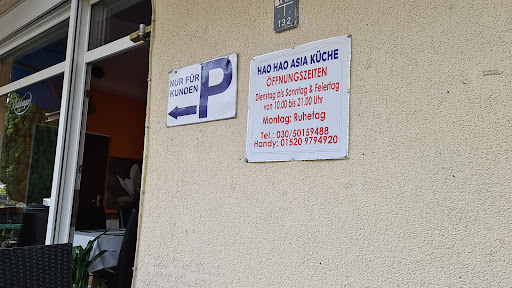 132
NUR FÜR
KUNDEN
P
HAO HAO ASIA KÜCHE
ÖFFNUNGSZEITEN
Dienstag bis Sonntag & Feiertag
von 10.00 bis 21.00 Uhr
Montag: Ruhetag
Tel.: 030/50159488
Handy: 01520 9794920